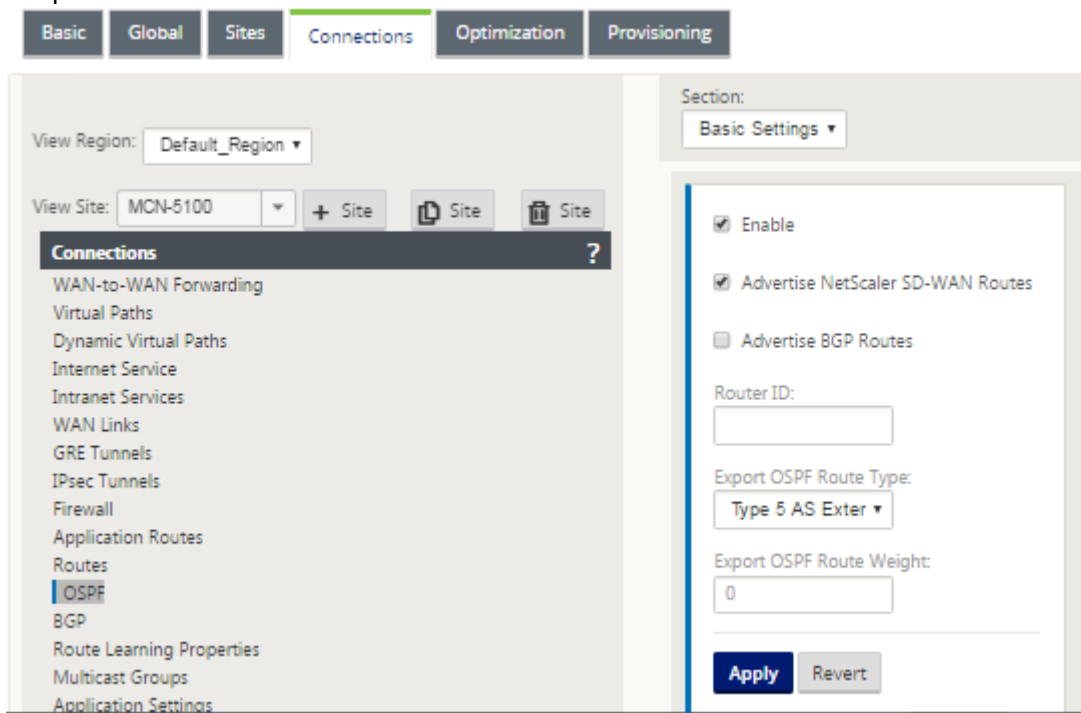 Basic Global Sites Connections Optimization Provisioning
View Region: Default_Region
View Site: MCN-5100 + Site Site Site
Connections ?
WAN-to-WAN Forwarding
Virtual Paths
Dynamic Virtual Paths
Internet Service
Intranet Services
WAN Links
GRE Tunnels
IPsec Tunnels
Firewall
Application Routes
Routes
OSPF
BGP
Route Learning Properties
Multicast Groups
Application Settings
Section:
Basic Settings
Enable
Advertise NetScaler SD-WAN Routes
Advertise BGP Routes
Router ID:
Export OSPF Route Type:
Type 5 AS Exter
Export OSPF Route Weight:
0
Apply Revert